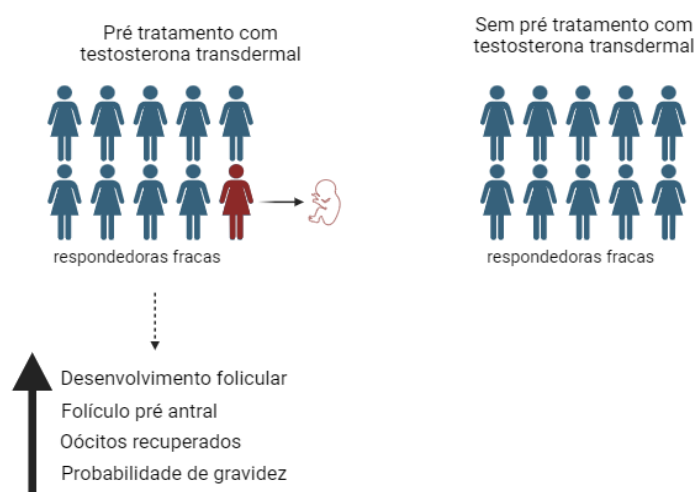 Pré tratamento com
testosterona transdermal
respondedoras fracas
Sem pré tratamento com
testosterona transdermal
respondedoras fracas
Desenvolvimento folicular
Folículo pré antral
Oócitos recuperados
Probabilidade de gravidez